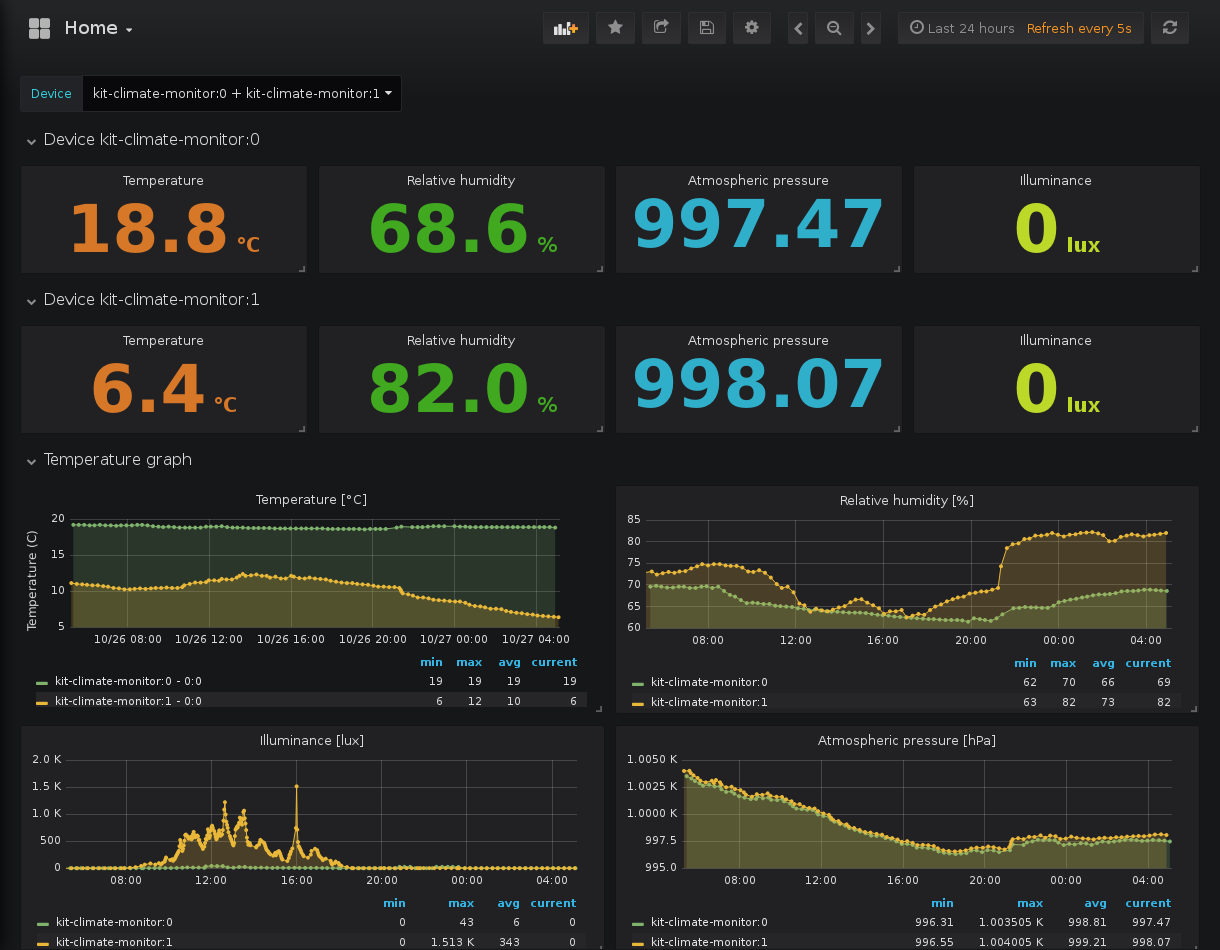 Home
Last 24 hours Refresh every 5s
Device kit-climate-monitor:0 + kit-climate-monitor:1
Device kit-climate-monitor:0
Temperature Relative humidity Atmospheric pressure Illuminance
18.8 °C 68.6 % 997.47 0 lux
Device kit-climate-monitor:1
Temperature Relative humidity Atmospheric pressure Illuminance
6.4 °C 82.0 % 998.07 0 lux
Temperature graph
Temperature [°C]
Temperature (C)
20
15
10
5
10/26 08:00 10/26 12:00 10/26 16:00 10/26 20:00 10/27 00:00 10/27 04:00
min max avg current
kit-climate-monitor:0 - 0:0 19 19 19 19
kit-climate-monitor:1 - 0:0 6 12 10 6
Relative humidity [%]
85
80
75
70
65
60
08:00 12:00 16:00 20:00 00:00 04:00
min max avg current
kit-climate-monitor:0 62 70 66 69
kit-climate-monitor:1 63 82 73 82
Illuminance [lux]
2.0 K
1.5 K
1.0 K
500
0
08:00 12:00 16:00 20:00 00:00 04:00
min max avg current
kit-climate-monitor:0 0 43 6 0
kit-climate-monitor:1 0 1.513 K 343 0
Atmospheric pressure [hPa]
1.0050 K
1.0025 K
1.0000 K
997.5
995.0
08:00 12:00 16:00 20:00 00:00 04:00
min max avg current
kit-climate-monitor:0 996.31 1.003505 K 998.81 997.47
kit-climate-monitor:1 996.55 1.004005 K 999.21 998.07